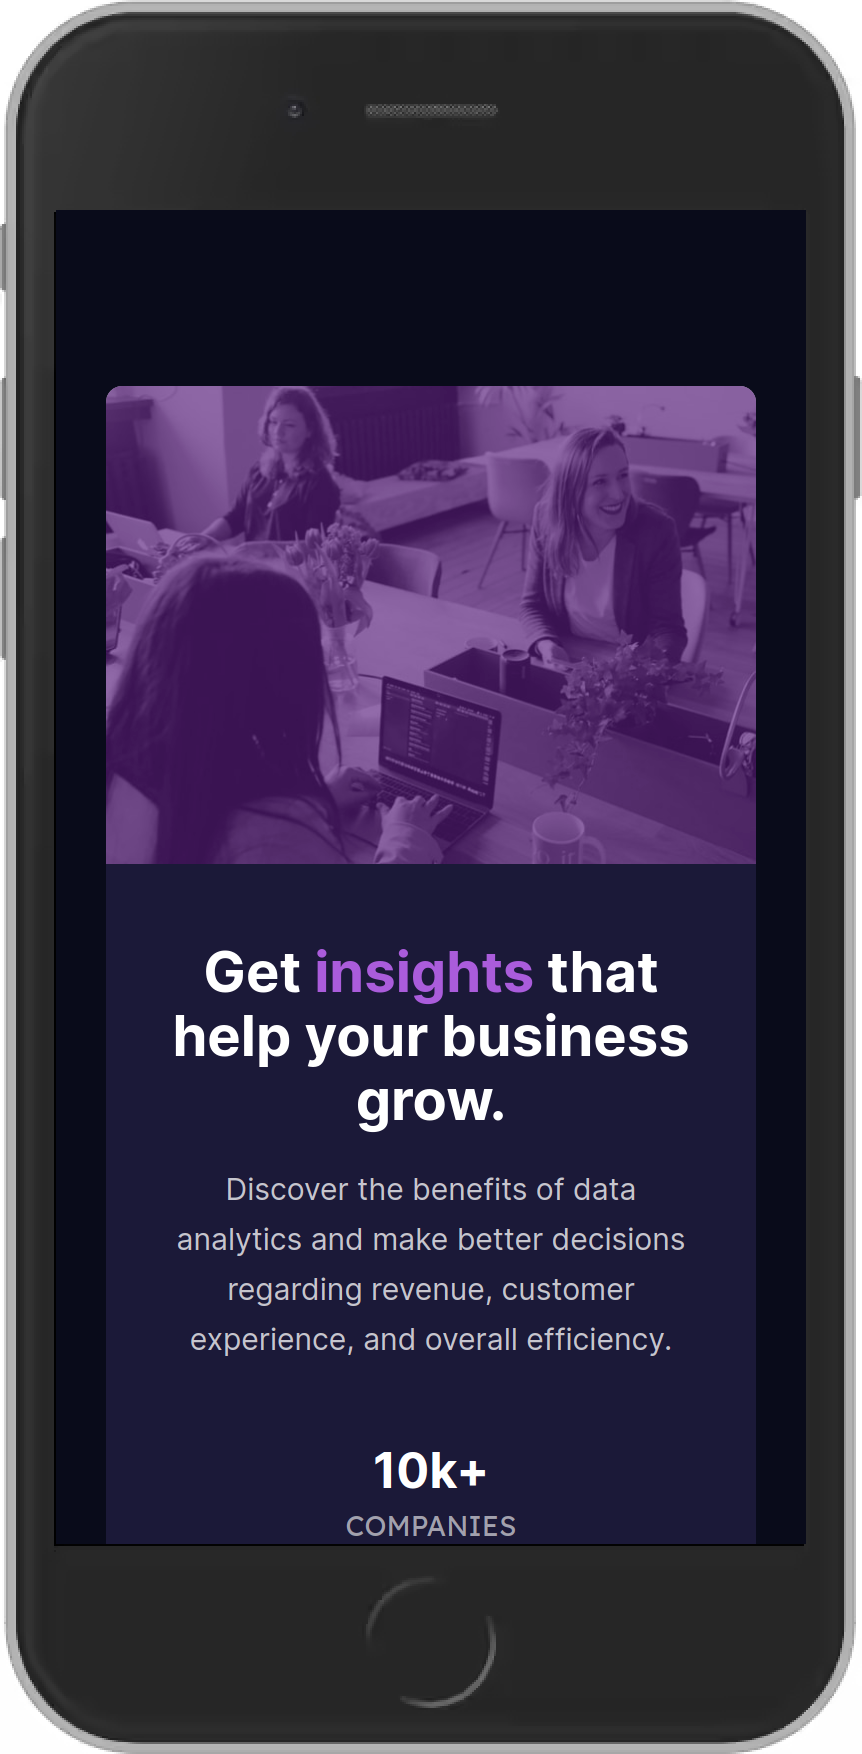 Get insights that
help your business
grow.
Discover the benefits of data
analytics and make better decisions
regarding revenue, customer
experience, and overall efficiency.
10k+
COMPANIES